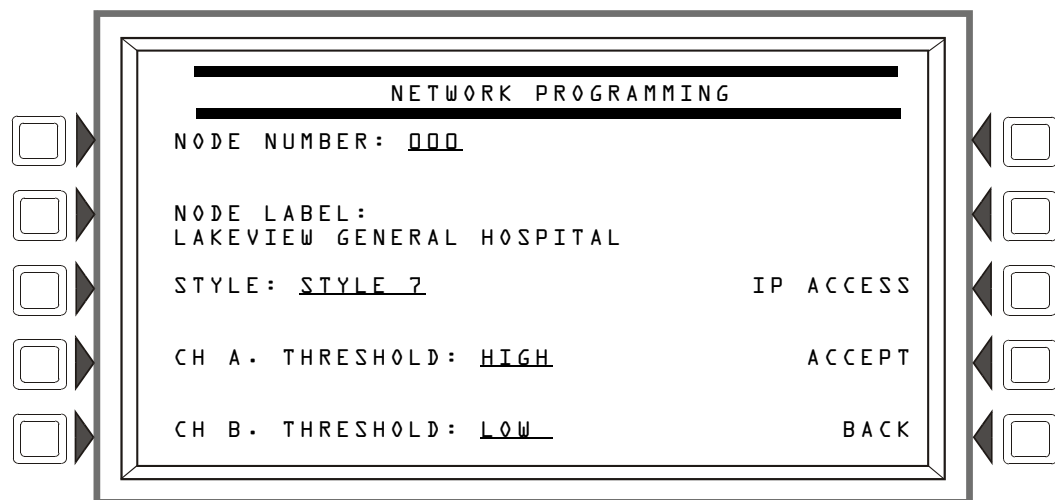 NETWORK PROGRAMMING
NODE NUMBER: 000
NODE LABEL:
LAKEVIEW GENERAL HOSPITAL
STYLE: STYLE 7 IP ACCESS
CH A. THRESHOLD: HIGH ACCEPT
CH B. THRESHOLD: LOW BACK